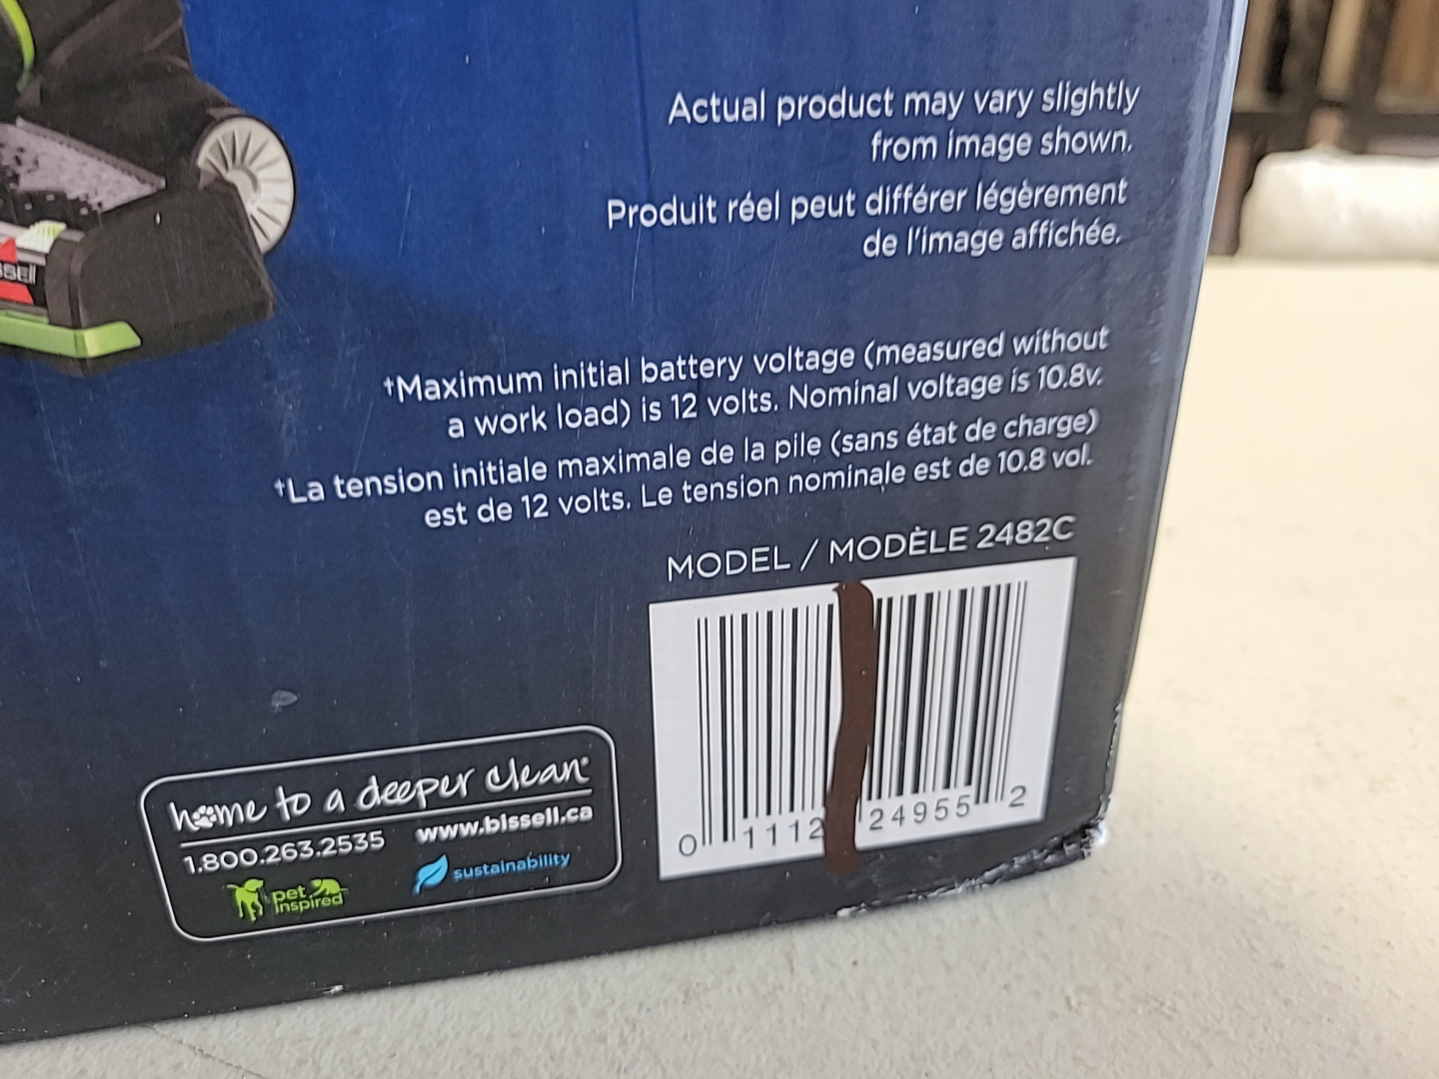 Actual product may vary slightly
from image shown.
Produit réel peut différer légèrement
de l'image affichée.
†Maximum initial battery voltage (measured without
a work load) is 12 volts. Nominal voltage is 10.8v.
†La tension initiale maximale de la pile (sans état de charge)
est de 12 volts. Le tension nominale est de 10.8 vol.
MODEL / MODÈLE 2482C
0 1112 24955 2
home to a deeper clean
1.800.263.2535 www.bissell.ca
pet
inspired
sustainability